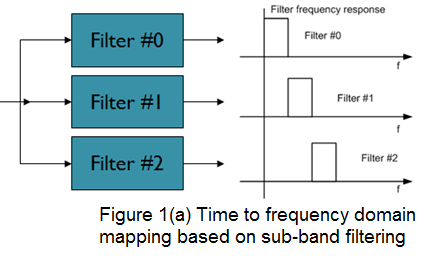 Filter frequency response
Filter #0
Filter #0
f
Filter #1
Filter #1
f
Filter #2
Filter #2
f
Figure 1(a) Time to frequency domain
mapping based on sub-band filtering